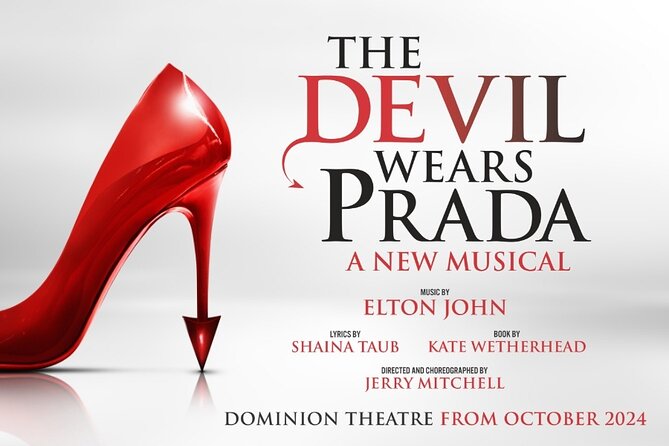 THE
DEVIL
WEARS
PRADA
A NEW MUSICAL
MUSIC BY
ELTON JOHN
LYRICS BY BOOK BY
SHAINA TAUB KATE WETHERHEAD
DIRECTED AND CHOREOGRAPHED BY
JERRY MITCHELL
DOMINION THEATRE FROM OCTOBER 2024